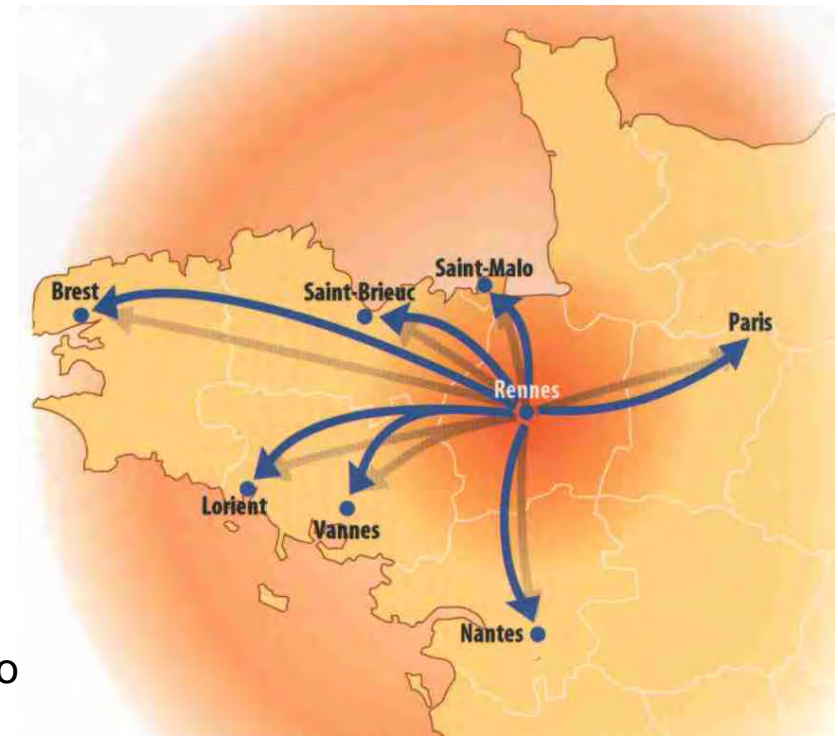 Saint-Malo
Brest
Saint-Brieuc
Paris
Rennes
Lorient
Vannes
Nantes
o